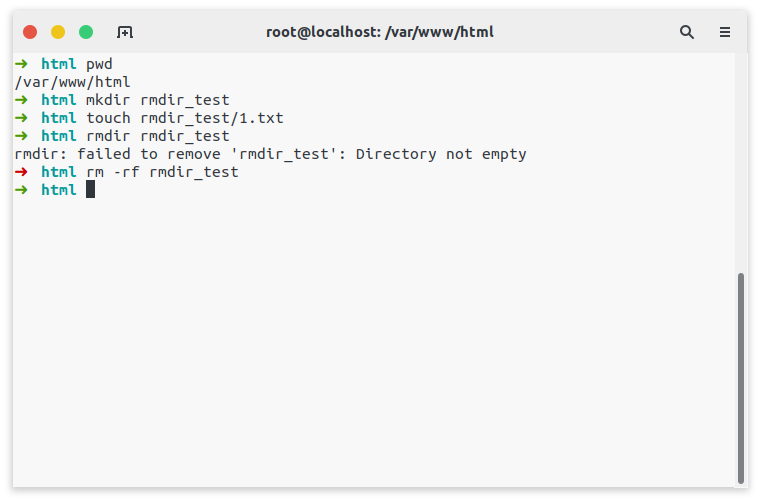 root@localhost: /var/www/html
➜ html pwd
/var/www/html
➜ html mkdir rmdir_test
➜ html touch rmdir_test/1.txt
➜ html rmdir rmdir_test
rmdir: failed to remove 'rmdir_test': Directory not empty
➜ html rm -rf rmdir_test
➜ html